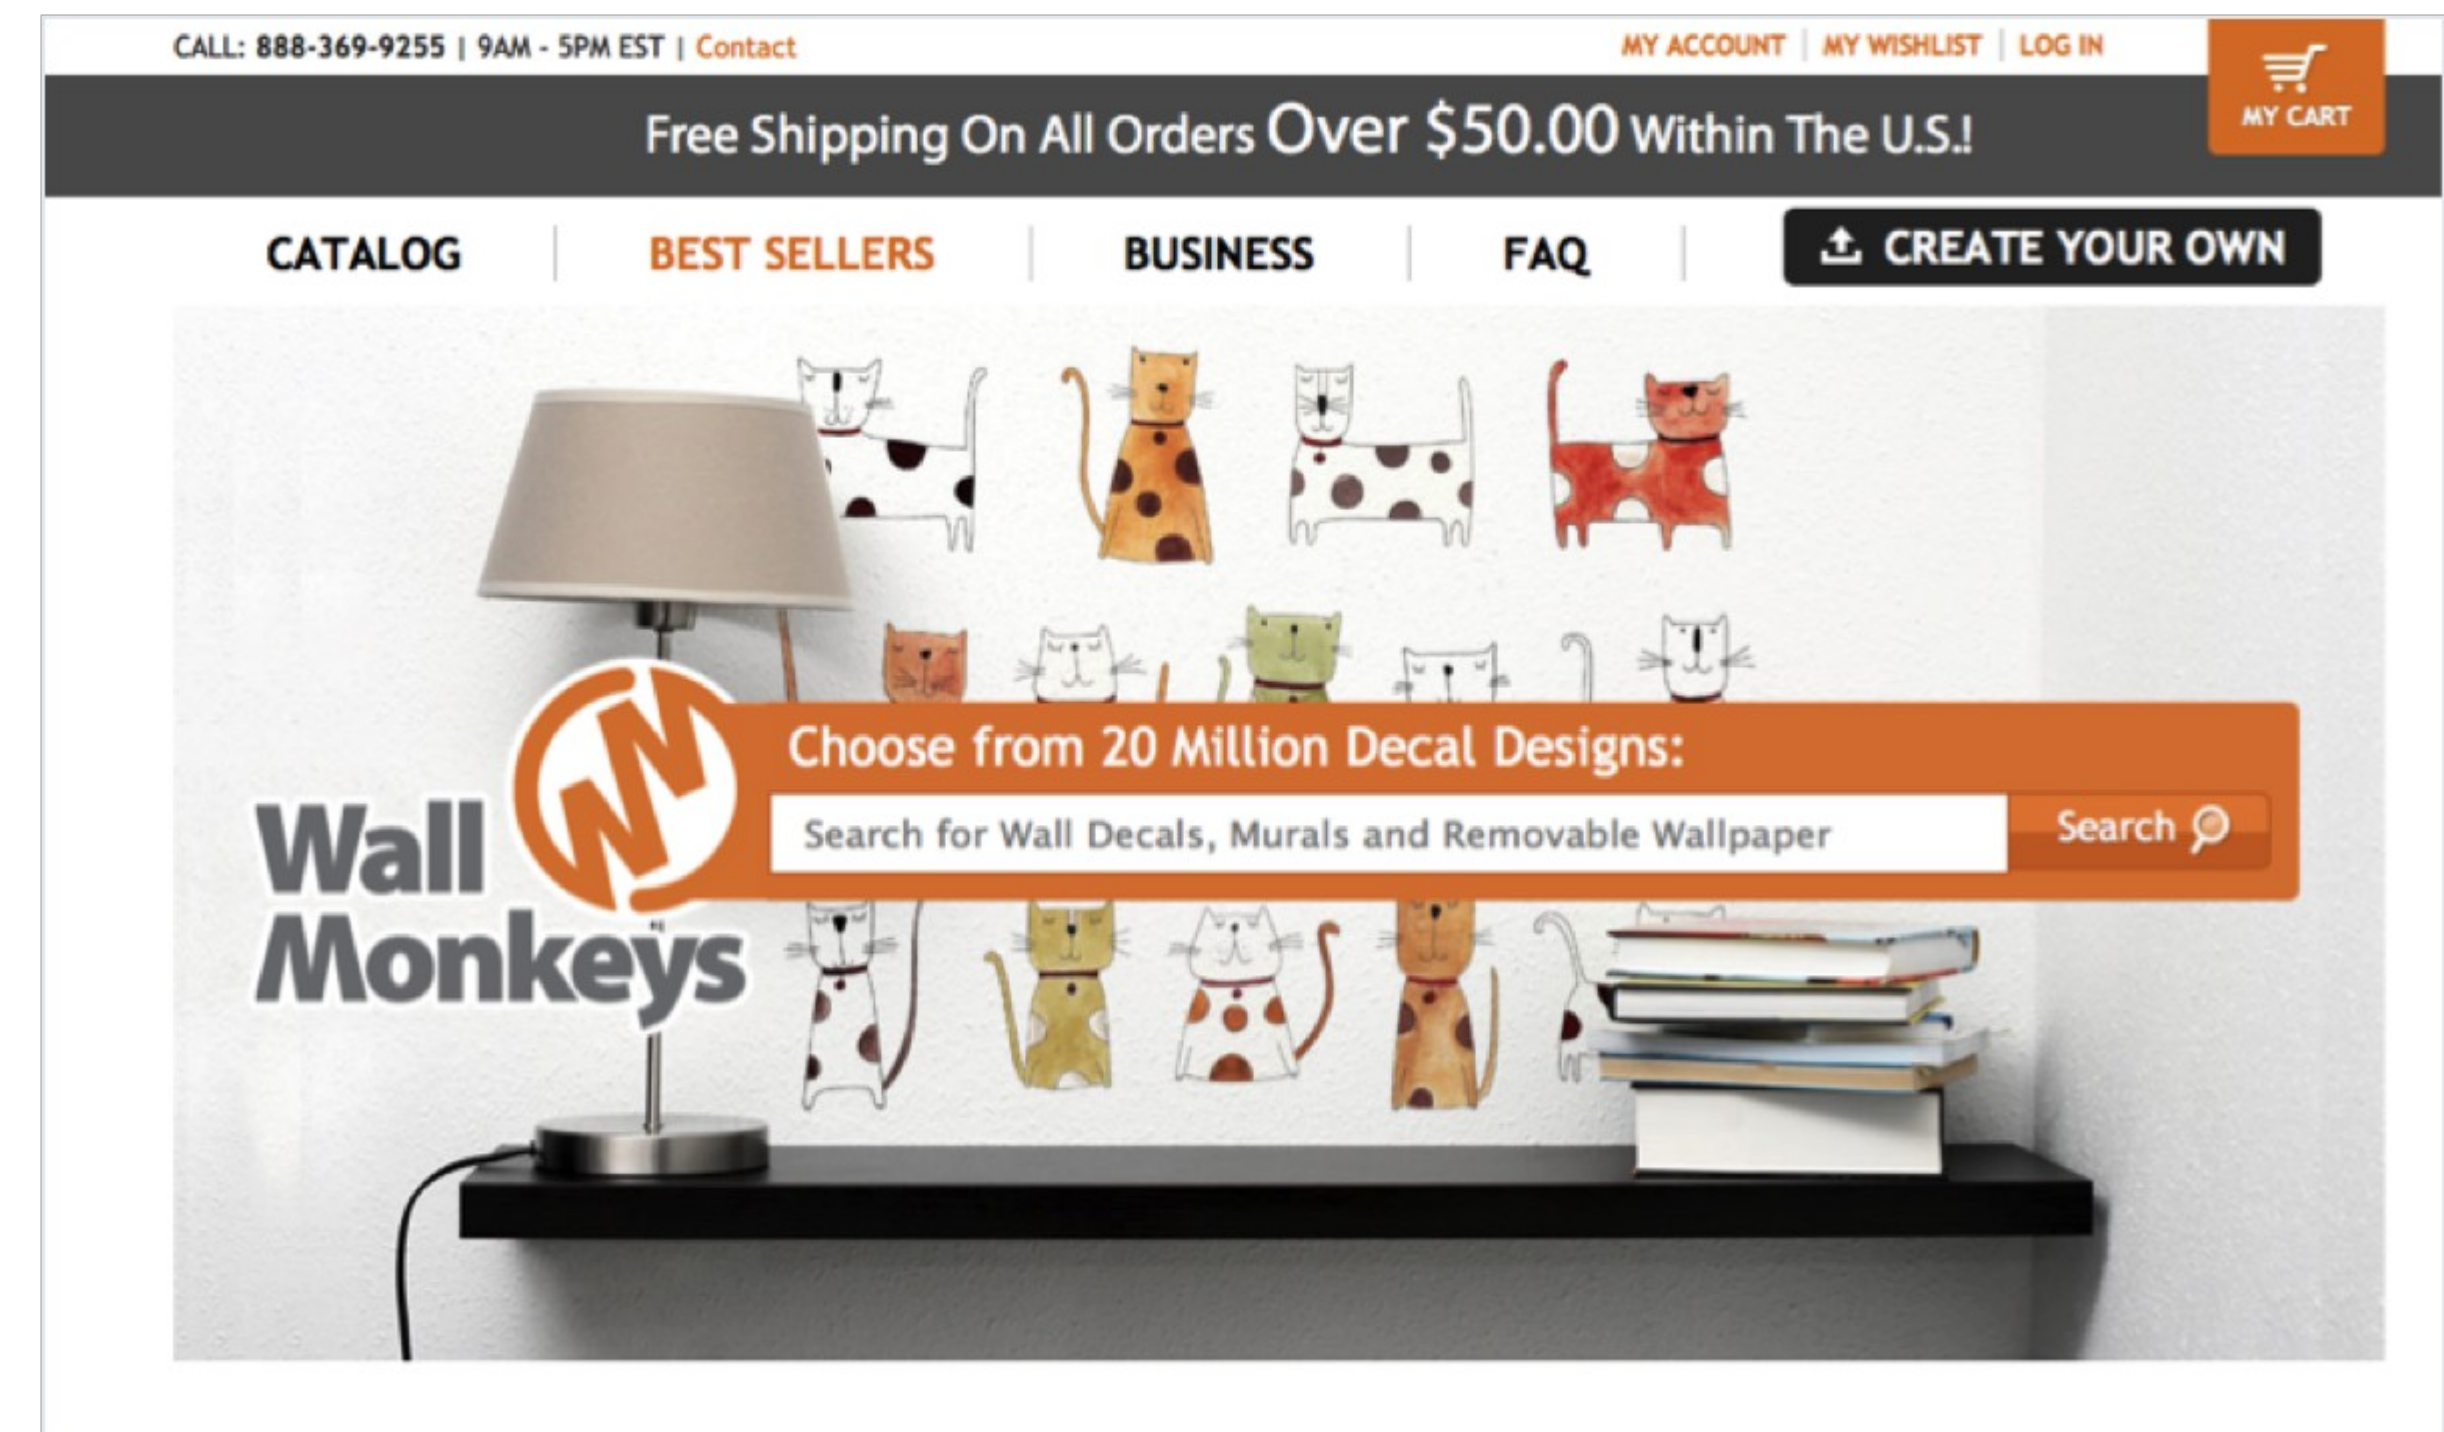 CALL: 888-369-9255 | 9AM - 5PM EST | Contact
MY ACCOUNT | MY WISHLIST | LOG IN
MY CART
Free Shipping On All Orders Over $50.00 Within The U.S.!
CATALOG
BEST SELLERS
BUSINESS
FAQ
CREATE YOUR OWN
Choose from 20 Million Decal Designs:
Search for Wall Decals, Murals and Removable Wallpaper
Search
Wall
Monkeys